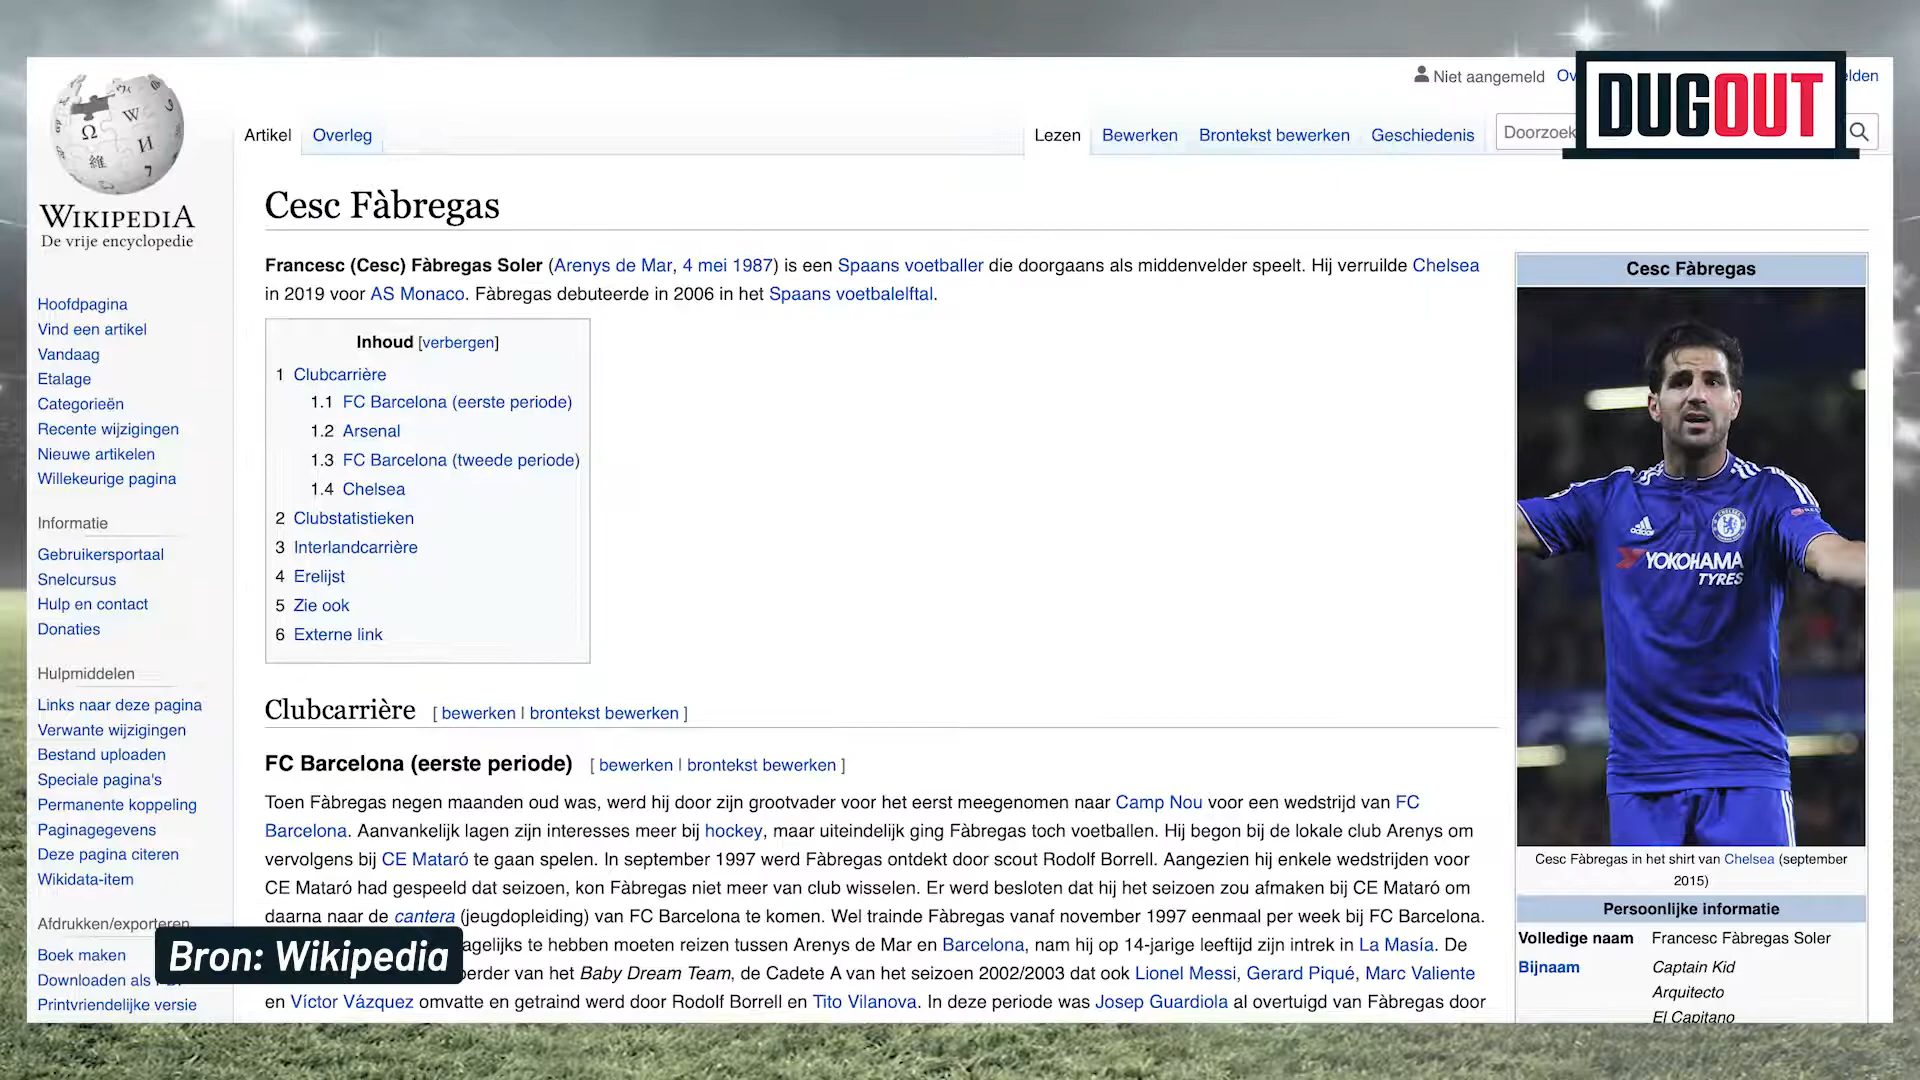 Niet aangemeld
DUGOUT
WIKIPEDIA
De vrije encyclopedie
Artikel
Overleg
Lezen
Bewerken
Brontekst bewerken
Geschiedenis
Cesc Fàbregas
Francesc (Cesc) Fàbregas Soler (Arenys de Mar, 4 mei 1987) is een Spaans voetballer die doorgaans als middenvelder speelt. Hij verruilde Chelsea
in 2019 voor AS Monaco. Fàbregas debuteerde in 2006 in het Spaans voetbalelftal.
Hoofdpagina
Vind een artikel
Vandaag
Etalage
Categorieën
Recente wijzigingen
Nieuwe artikelen
Willekeurige pagina
Informatie
Gebruikersportaal
Snelcursus
Hulp en contact
Donaties
Hulpmiddelen
Links naar deze pagina
Verwante wijzigingen
Bestand uploaden
Speciale pagina's
Permanente koppeling
Paginagegevens
Deze pagina citeren
Wikidata-item
Afdrukken/exporteren
Boek maken
Downloaden als
Printvriendelijke versie
Inhoud [verbergen]
1 Clubcarrière
1.1 FC Barcelona (eerste periode)
1.2 Arsenal
1.3 FC Barcelona (tweede periode)
1.4 Chelsea
2 Clubstatistieken
3 Interlandcarrière
4 Erelijst
5 Zie ook
6 Externe link
Clubcarrière [ bewerken | brontekst bewerken ]
FC Barcelona (eerste periode) [ bewerken | brontekst bewerken ]
Toen Fàbregas negen maanden oud was, werd hij door zijn grootvader voor het eerst meegenomen naar Camp Nou voor een wedstrijd van FC
Barcelona. Aanvankelijk lagen zijn interesses meer bij hockey, maar uiteindelijk ging Fàbregas toch voetballen. Hij begon bij de lokale club Arenys om
vervolgens bij CE Mataró te gaan spelen. In september 1997 werd Fàbregas ontdekt door scout Rodolf Borrell. Aangezien hij enkele wedstrijden voor
CE Mataró had gespeeld dat seizoen, kon Fàbregas niet meer van club wisselen. Er werd besloten dat hij het seizoen zou afmaken bij CE Mataró om
daarna naar de cantera (jeugdopleiding) van FC Barcelona te komen. Wel trainde Fàbregas vanaf november 1997 eenmaal per week bij FC Barcelona.
te hebben moeten reizen tussen Arenys de Mar en Barcelona, nam hij op 14-jarige leeftijd zijn intrek in La Masía. De
van het Baby Dream Team, de Cadete A van het seizoen 2002/2003 dat ook Lionel Messi, Gerard Piqué, Marc Valiente
en Víctor Vázquez omvatte en getraind werd door Rodolf Borrell en Tito Vilanova. In deze periode was Josep Guardiola al overtuigd van Fàbregas door
Cesc Fàbregas
adidas
YOKOHAMA
TYRES
Cesc Fàbregas in het shirt van Chelsea (september
2015)
Persoonlijke informatie
Volledige naam Francesc Fàbregas Soler
Bijnaam Captain Kid
Arquitecto
El Capitano
Bron: Wikipedia